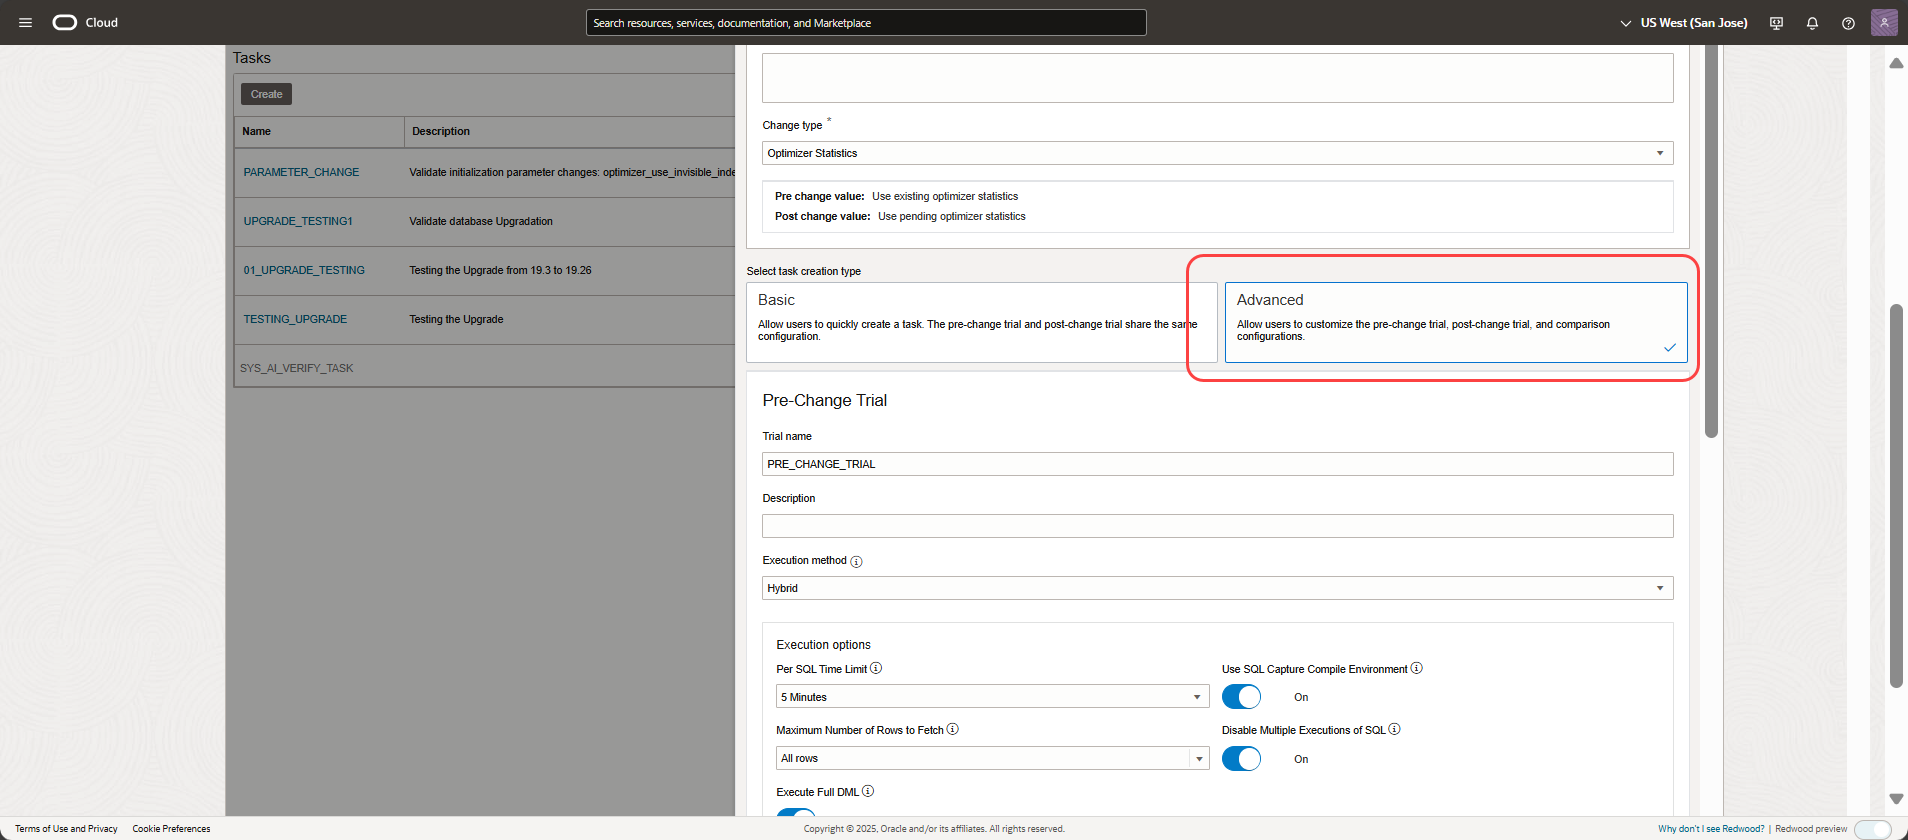 Cloud
Search resources, services, documentation, and Marketplace
US West (San Jose)
Tasks
Create
Name
Description
PARAMETER_CHANGE
Validate initialization parameter changes: optimizer_use_invisible_inde
UPGRADE_TESTING1
Validate database Upgradation
01_UPGRADE_TESTING
Testing the Upgrade from 19.3 to 19.26
TESTING_UPGRADE
Testing the Upgrade
SYS_AI_VERIFY_TASK
Change type *
Optimizer Statistics
Pre change value: Use existing optimizer statistics
Post change value: Use pending optimizer statistics
Select task creation type
Basic
Allow users to quickly create a task. The pre-change trial and post-change trial share the same
configuration.
Advanced
Allow users to customize the pre-change trial, post-change trial, and comparison
configurations.
Pre-Change Trial
Trial name
PRE_CHANGE_TRIAL
Description
Execution method
Hybrid
Execution options
Per SQL Time Limit
5 Minutes
Use SQL Capture Compile Environment
On
Maximum Number of Rows to Fetch
All rows
Disable Multiple Executions of SQL
On
Execute Full DML
Terms of Use and Privacy
Cookie Preferences
Copyright © 2025, Oracle and/or its affiliates. All rights reserved.
Why don't I see Redwood? | Redwood preview